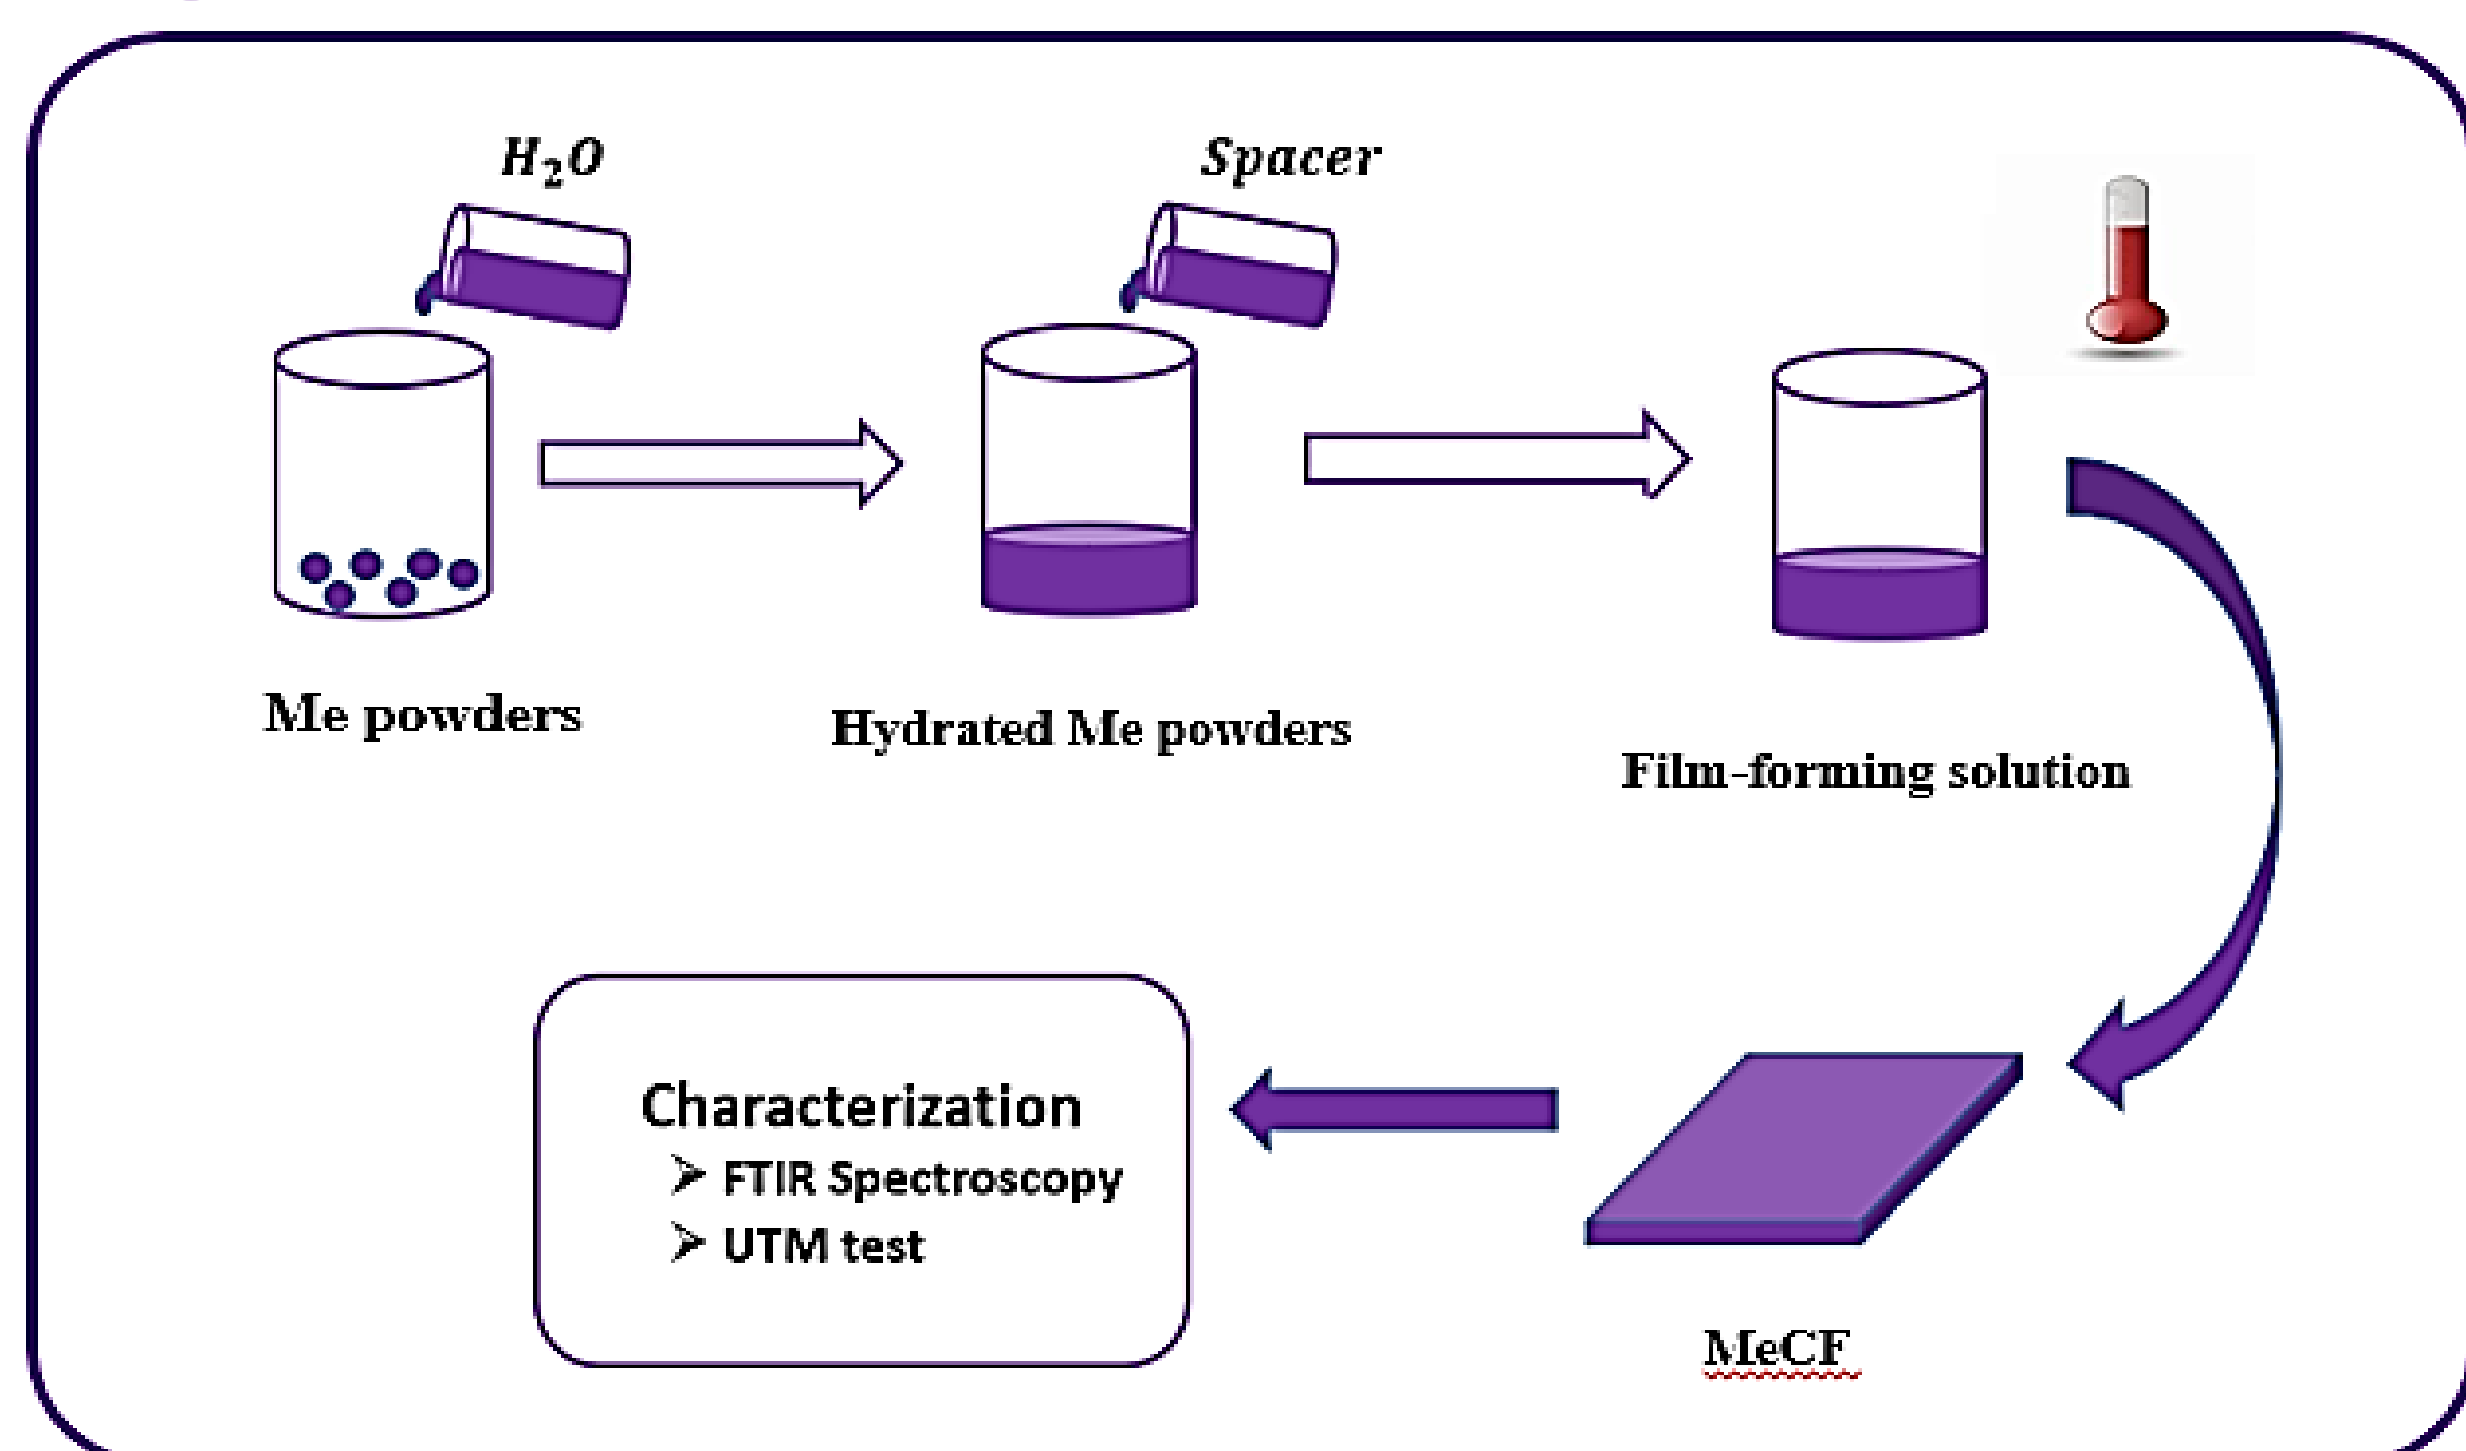 H₂O
Spacer
Me powders
Hydrated Me powders
Film-forming solution
Characterization
➢ FTIR Spectroscopy
➢ UTM test
MeCF